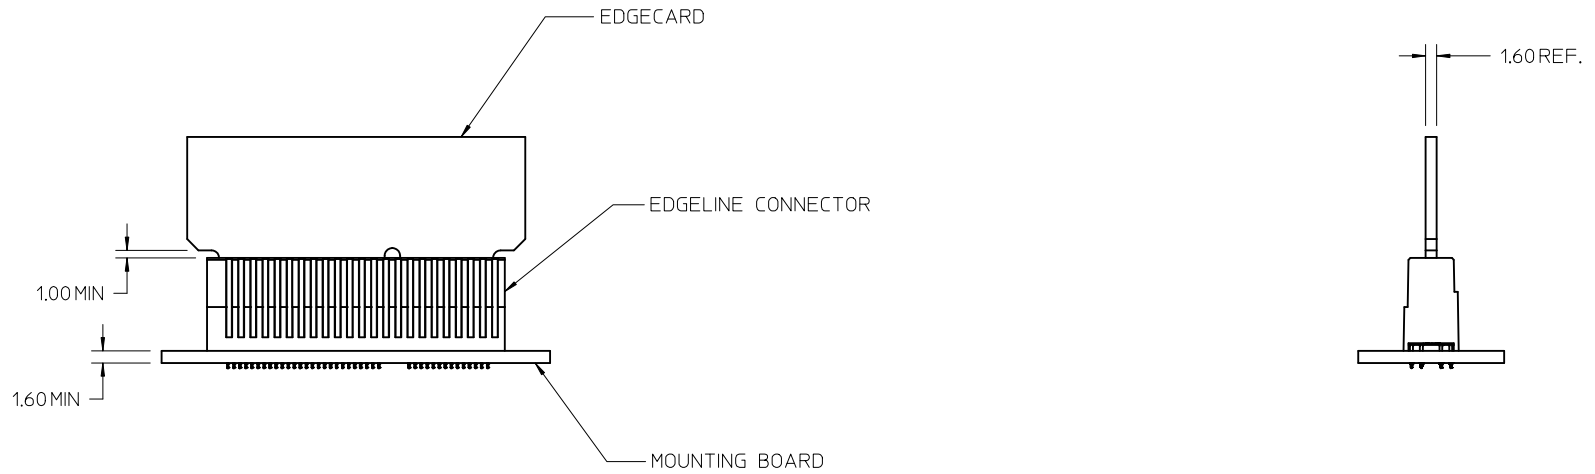 EDGECARD
1.60 REF.
EDGELINE CONNECTOR
1.00 MIN
1.60 MIN
MOUNTING BOARD